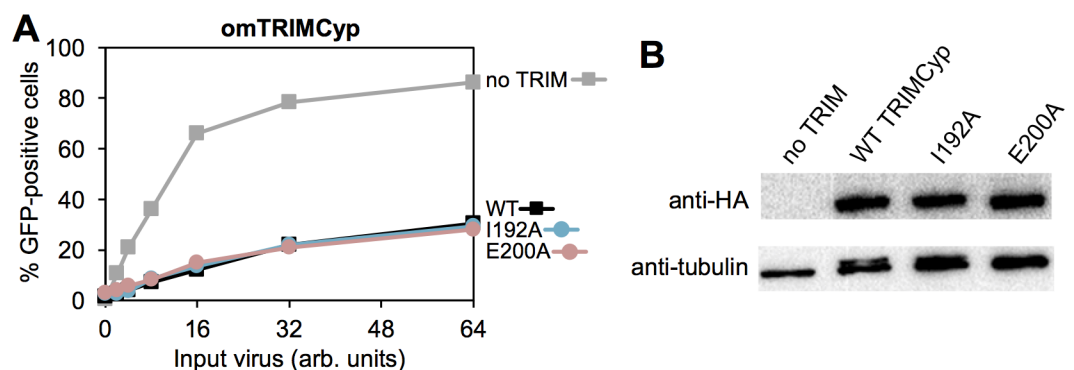 A
omTRIMCyp
% GFP-positive cells
100
80
60
40
20
0
0 16 32 48 64
Input virus (arb. units)
no TRIM
WT
I192A
E200A
B
no TRIM
WT TRIMCyp
I192A
E200A
anti-HA
anti-tubulin